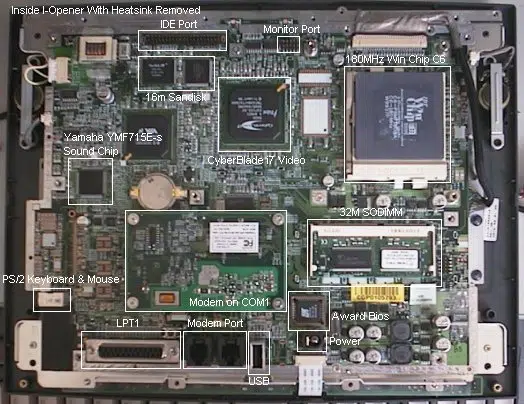 Inside I-Opener With Heatsink Removed
IDE Port
Monitor Port
180MHz Win Chip C6
16m Sandisk
Yamaha YMF715E-s
Sound Chip
CyberBlade i7 Video
32M SODIMM
PS/2 Keyboard & Mouse
Modem on COM1
LPT1
Modem Port
Award Bios
Power
USB